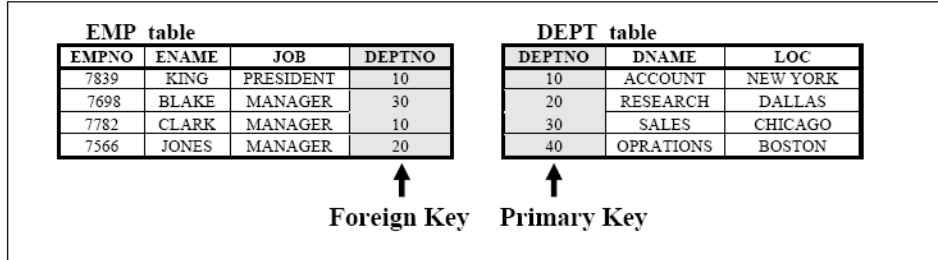 EMP table
EMPNO ENAME JOB DEPTNO
7839 KING PRESIDENT 10
7698 BLAKE MANAGER 30
7782 CLARK MANAGER 10
7566 JONES MANAGER 20
DEPT table
DEPTNO DNAME LOC
10 ACCOUNT NEW YORK
20 RESEARCH DALLAS
30 SALES CHICAGO
40 OPRATIONS BOSTON
Foreign Key
Primary Key